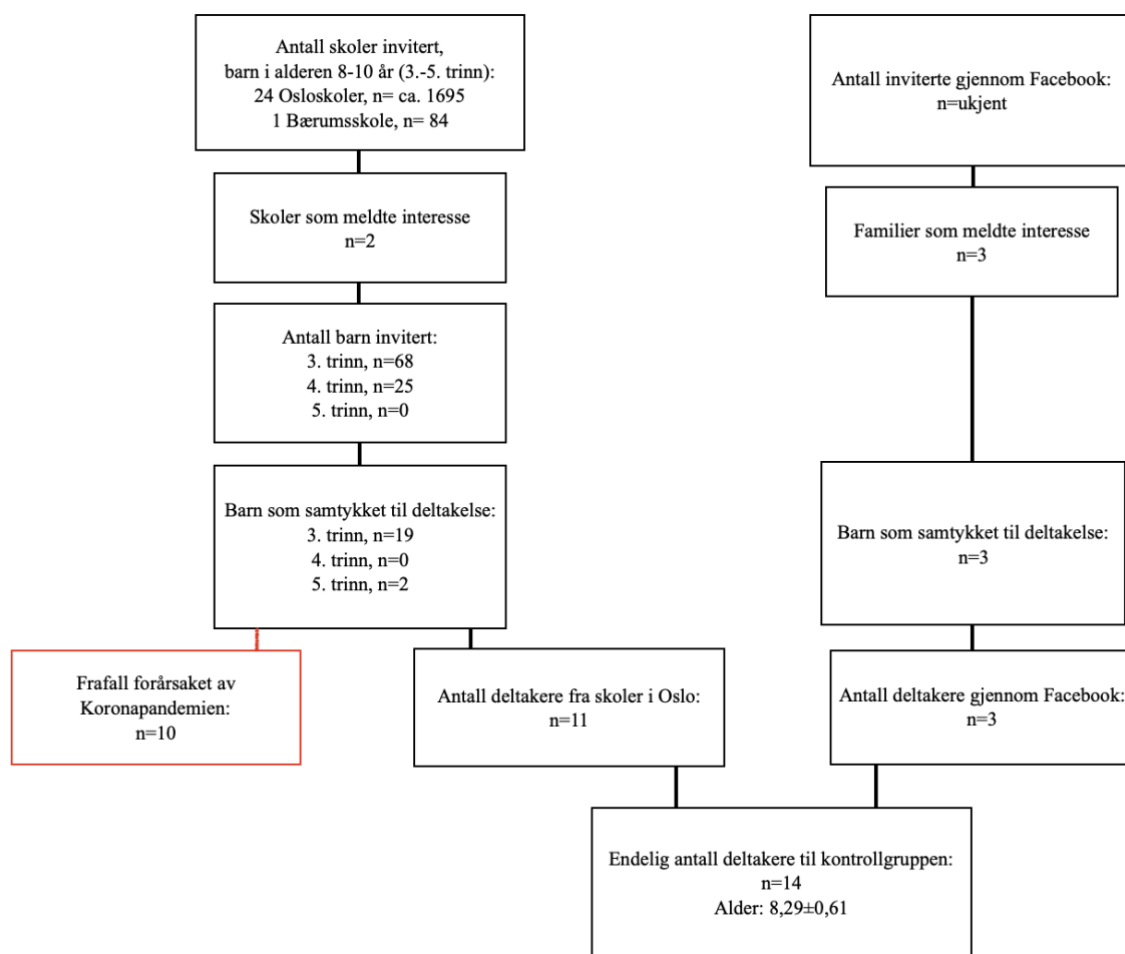 Antall skoler invitert,
barn i alderen 8-10 år (3.-5. trinn):
24 Osloskoler, n= ca. 1695
1 Bærumsskole, n= 84
Skoler som meldte interesse
n=2
Antall barn invitert:
3. trinn, n=68
4. trinn, n=25
5. trinn, n=0
Barn som samtykket til deltakelse:
3. trinn, n=19
4. trinn, n=0
5. trinn, n=2
Frafall forårsaket av
Koronapandemien:
n=10
Antall deltakere fra skoler i Oslo:
n=11
Antall inviterte gjennom Facebook:
n=ukjent
Familier som meldte interesse
n=3
Barn som samtykket til deltakelse:
n=3
Antall deltakere gjennom Facebook:
n=3
Endelig antall deltakere til kontrollgruppen:
n=14
Alder: 8,29±0,61